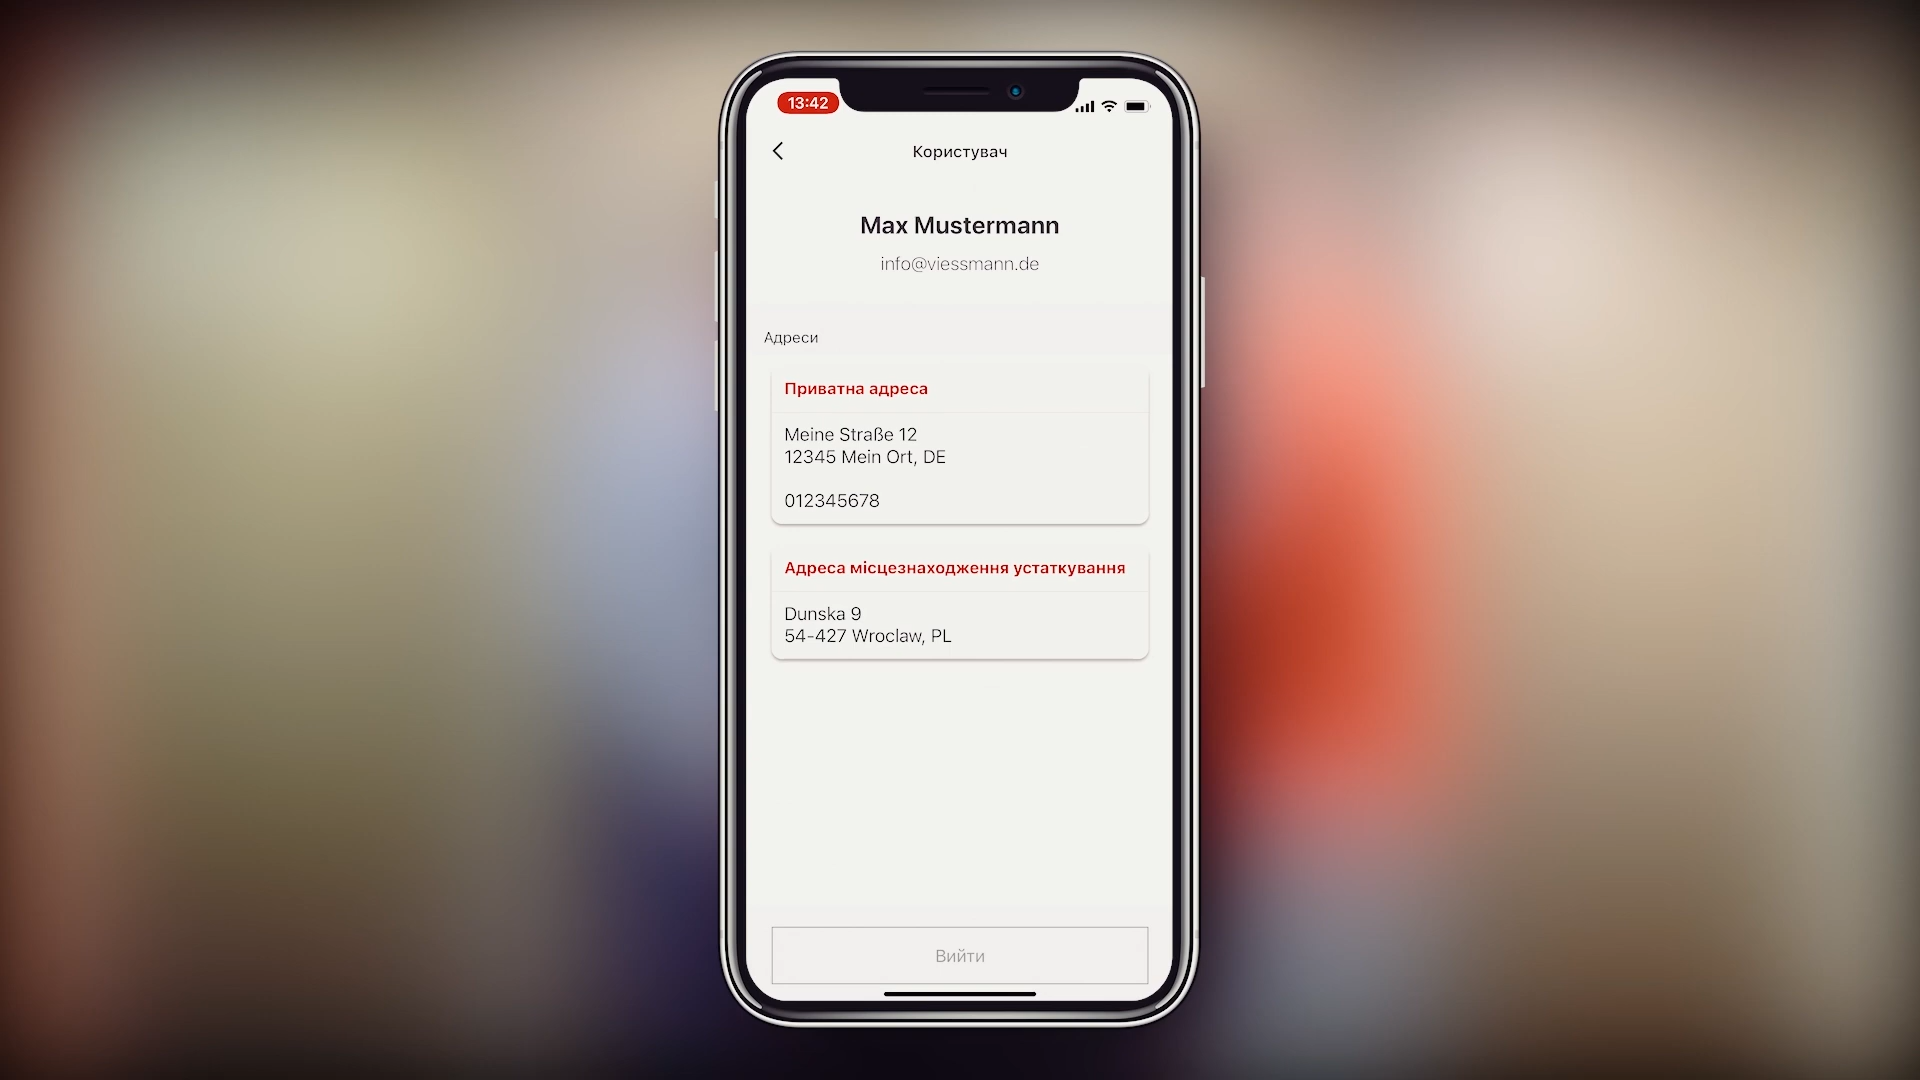 13:42
Користувач
Max Mustermann
info@viessmann.de
Адреси
Приватна адреса
Meine Straße 12
12345 Mein Ort, DE
012345678
Адреса місцезнаходження устаткування
Dunska 9
54-427 Wroclaw, PL
Вийти